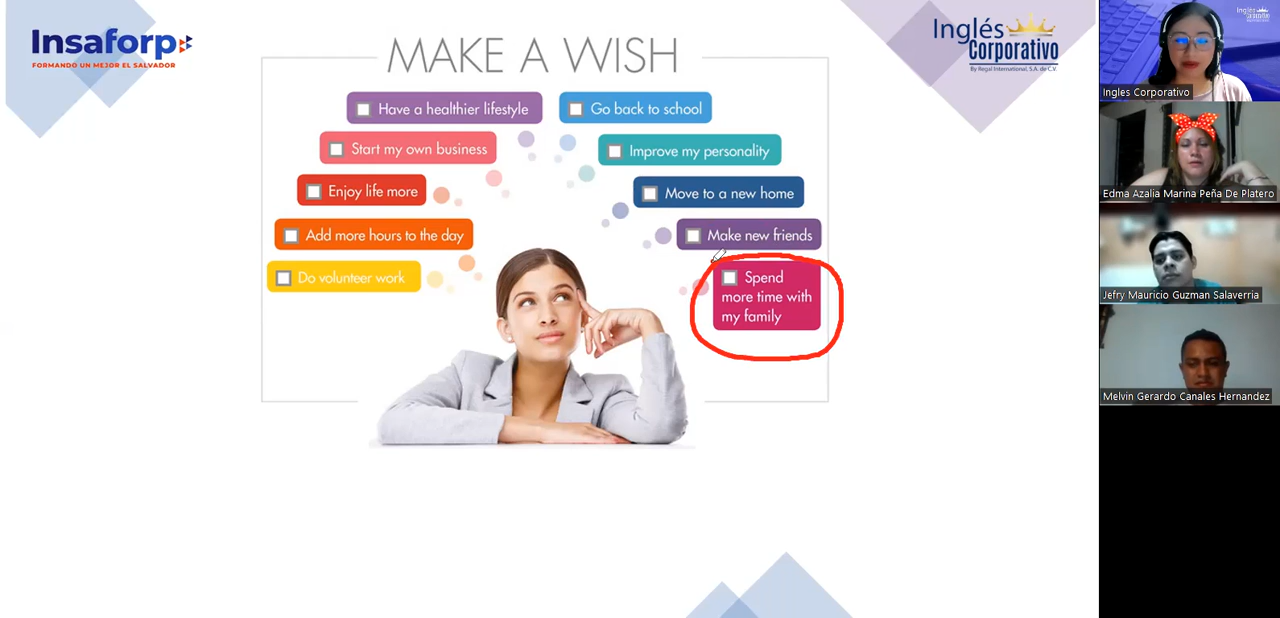 Insaforp
FORMANDO UN MEJOR EL SALVADOR
MAKE A WISH
Inglés
Corporativo
By Regal International, S.A. de C.V.
Have a healthier lifestyle
Go back to school
Start my own business
Improve my personality
Enjoy life more
Move to a new home
Add more hours to the day
Make new friends
Do volunteer work
Spend
more time with
my family
Inglés
Corporativo
Ingles Corporativo
Edma Azalia Marina Peña De Platero
Jefry Mauricio Guzman Salaverria
Melvin Gerardo Canales Hernandez